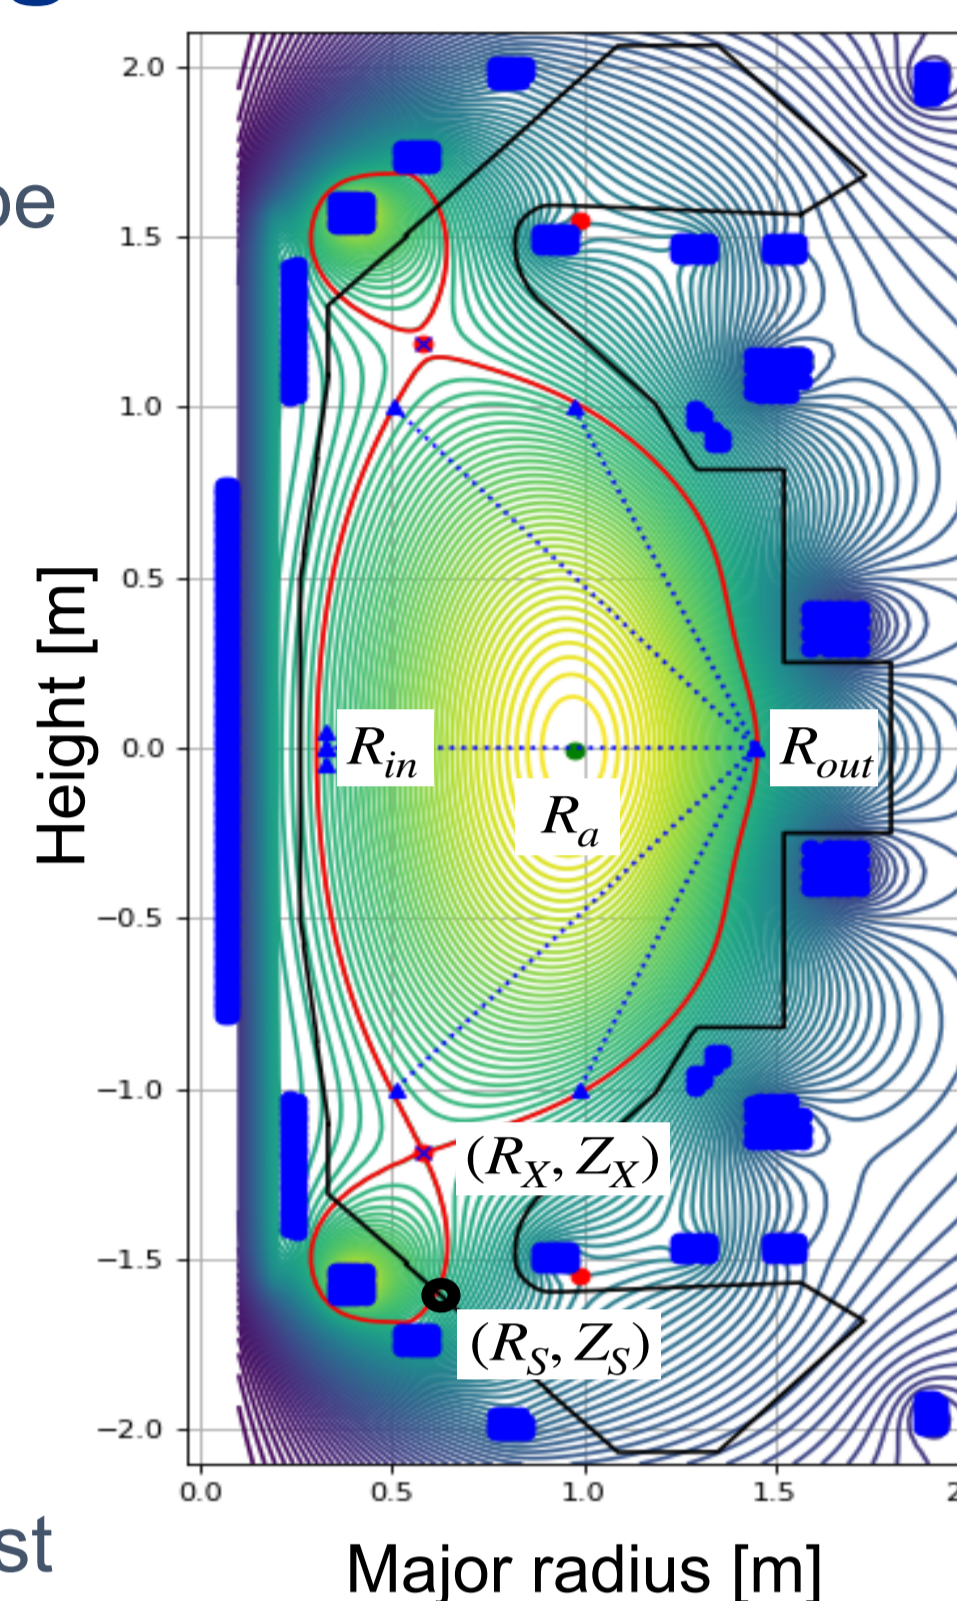 be
2.0
1.5
1.0
0.5
0.0
−0.5
−1.0
−1.5
−2.0
Height [m]
R_in
R_out
R_a
(R_X, Z_X)
(R_S, Z_S)
0.0 0.5 1.0 1.5 2
st
Major radius [m]